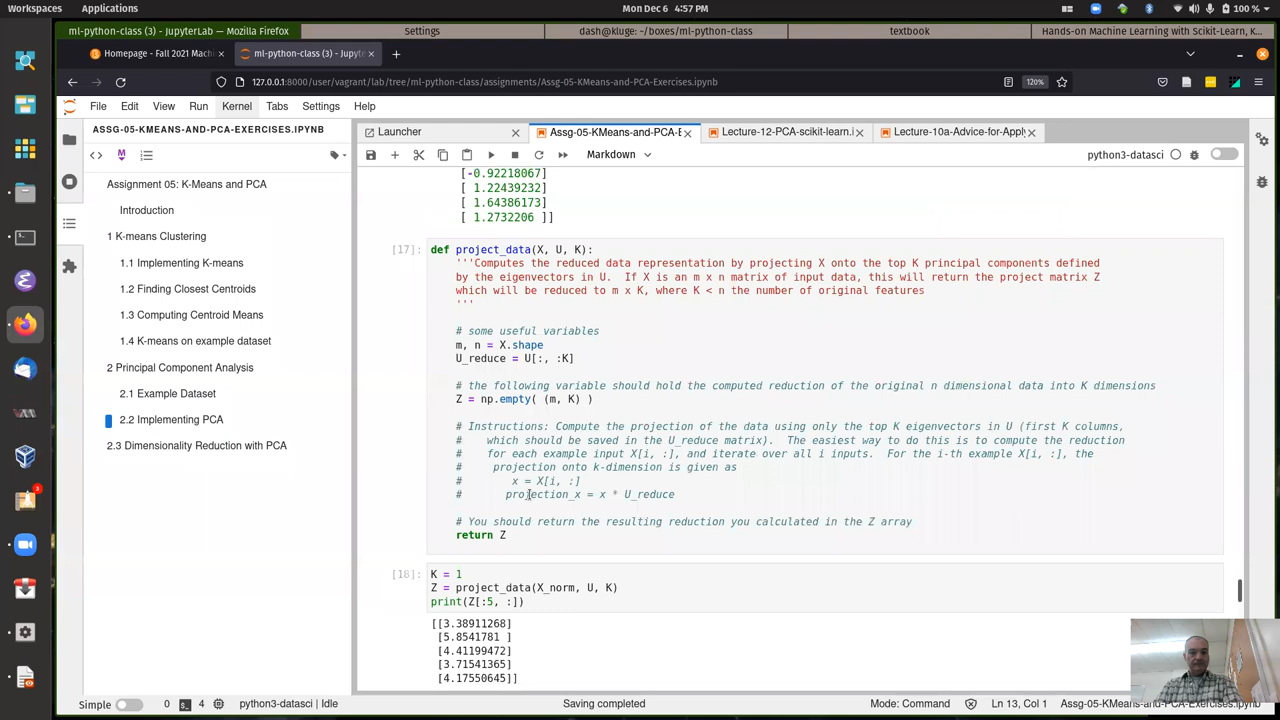 Workspaces Applications Mon Dec 6 4:57 PM 100 %
ml-python-class (3) - JupyterLab — Mozilla Firefox Settings dash@kluge: ~/boxes/ml-python-class textbook Hands-on Machine Learning with Scikit-Learn, K...
Homepage - Fall 2021 Machi ml-python-class (3) - Jupyte
127.0.0.1:8000/user/vagrant/lab/tree/ml-python-class/assignments/Assg-05-KMeans-and-PCA-Exercises.ipynb 120%
File Edit View Run Kernel Tabs Settings Help
ASSG-05-KMEANS-AND-PCA-EXERCISES.IPYNB
Launcher Assg-05-KMeans-and-PCA-E Lecture-12-PCA-scikit-learn.i Lecture-10a-Advice-for-Apply
Markdown python3-datasci
Assignment 05: K-Means and PCA
Introduction
1 K-means Clustering
1.1 Implementing K-means
1.2 Finding Closest Centroids
1.3 Computing Centroid Means
1.4 K-means on example dataset
2 Principal Component Analysis
2.1 Example Dataset
2.2 Implementing PCA
2.3 Dimensionality Reduction with PCA
[-0.92218067]
[ 1.22439232]
[ 1.64386173]
[ 1.2732206 ]]
[17]: def project_data(X, U, K):
'''Computes the reduced data representation by projecting X onto the top K principal components defined
by the eigenvectors in U. If X is an m x n matrix of input data, this will return the project matrix Z
which will be reduced to m x K, where K < n the number of original features
'''
# some useful variables
m, n = X.shape
U_reduce = U[:, :K]
# the following variable should hold the computed reduction of the original n dimensional data into K dimensions
Z = np.empty( (m, K) )
# Instructions: Compute the projection of the data using only the top K eigenvectors in U (first K columns,
# which should be saved in the U_reduce matrix). The easiest way to do this is to compute the reduction
# for each example input X[i, :], and iterate over all i inputs. For the i-th example X[i, :], the
# projection onto k-dimension is given as
# x = X[i, :]
# projection_x = x * U_reduce
# You should return the resulting reduction you calculated in the Z array
return Z
[18]: K = 1
Z = project_data(X_norm, U, K)
print(Z[:5, :])
[[3.38911268]
[5.8541781 ]
[4.41199472]
[3.71541365]
[4.17550645]]
Simple 0 4 python3-datasci | Idle Saving completed Mode: Command Ln 13, Col 1 Assg-05-KMeans-and-PCA-Exercises.ipynb